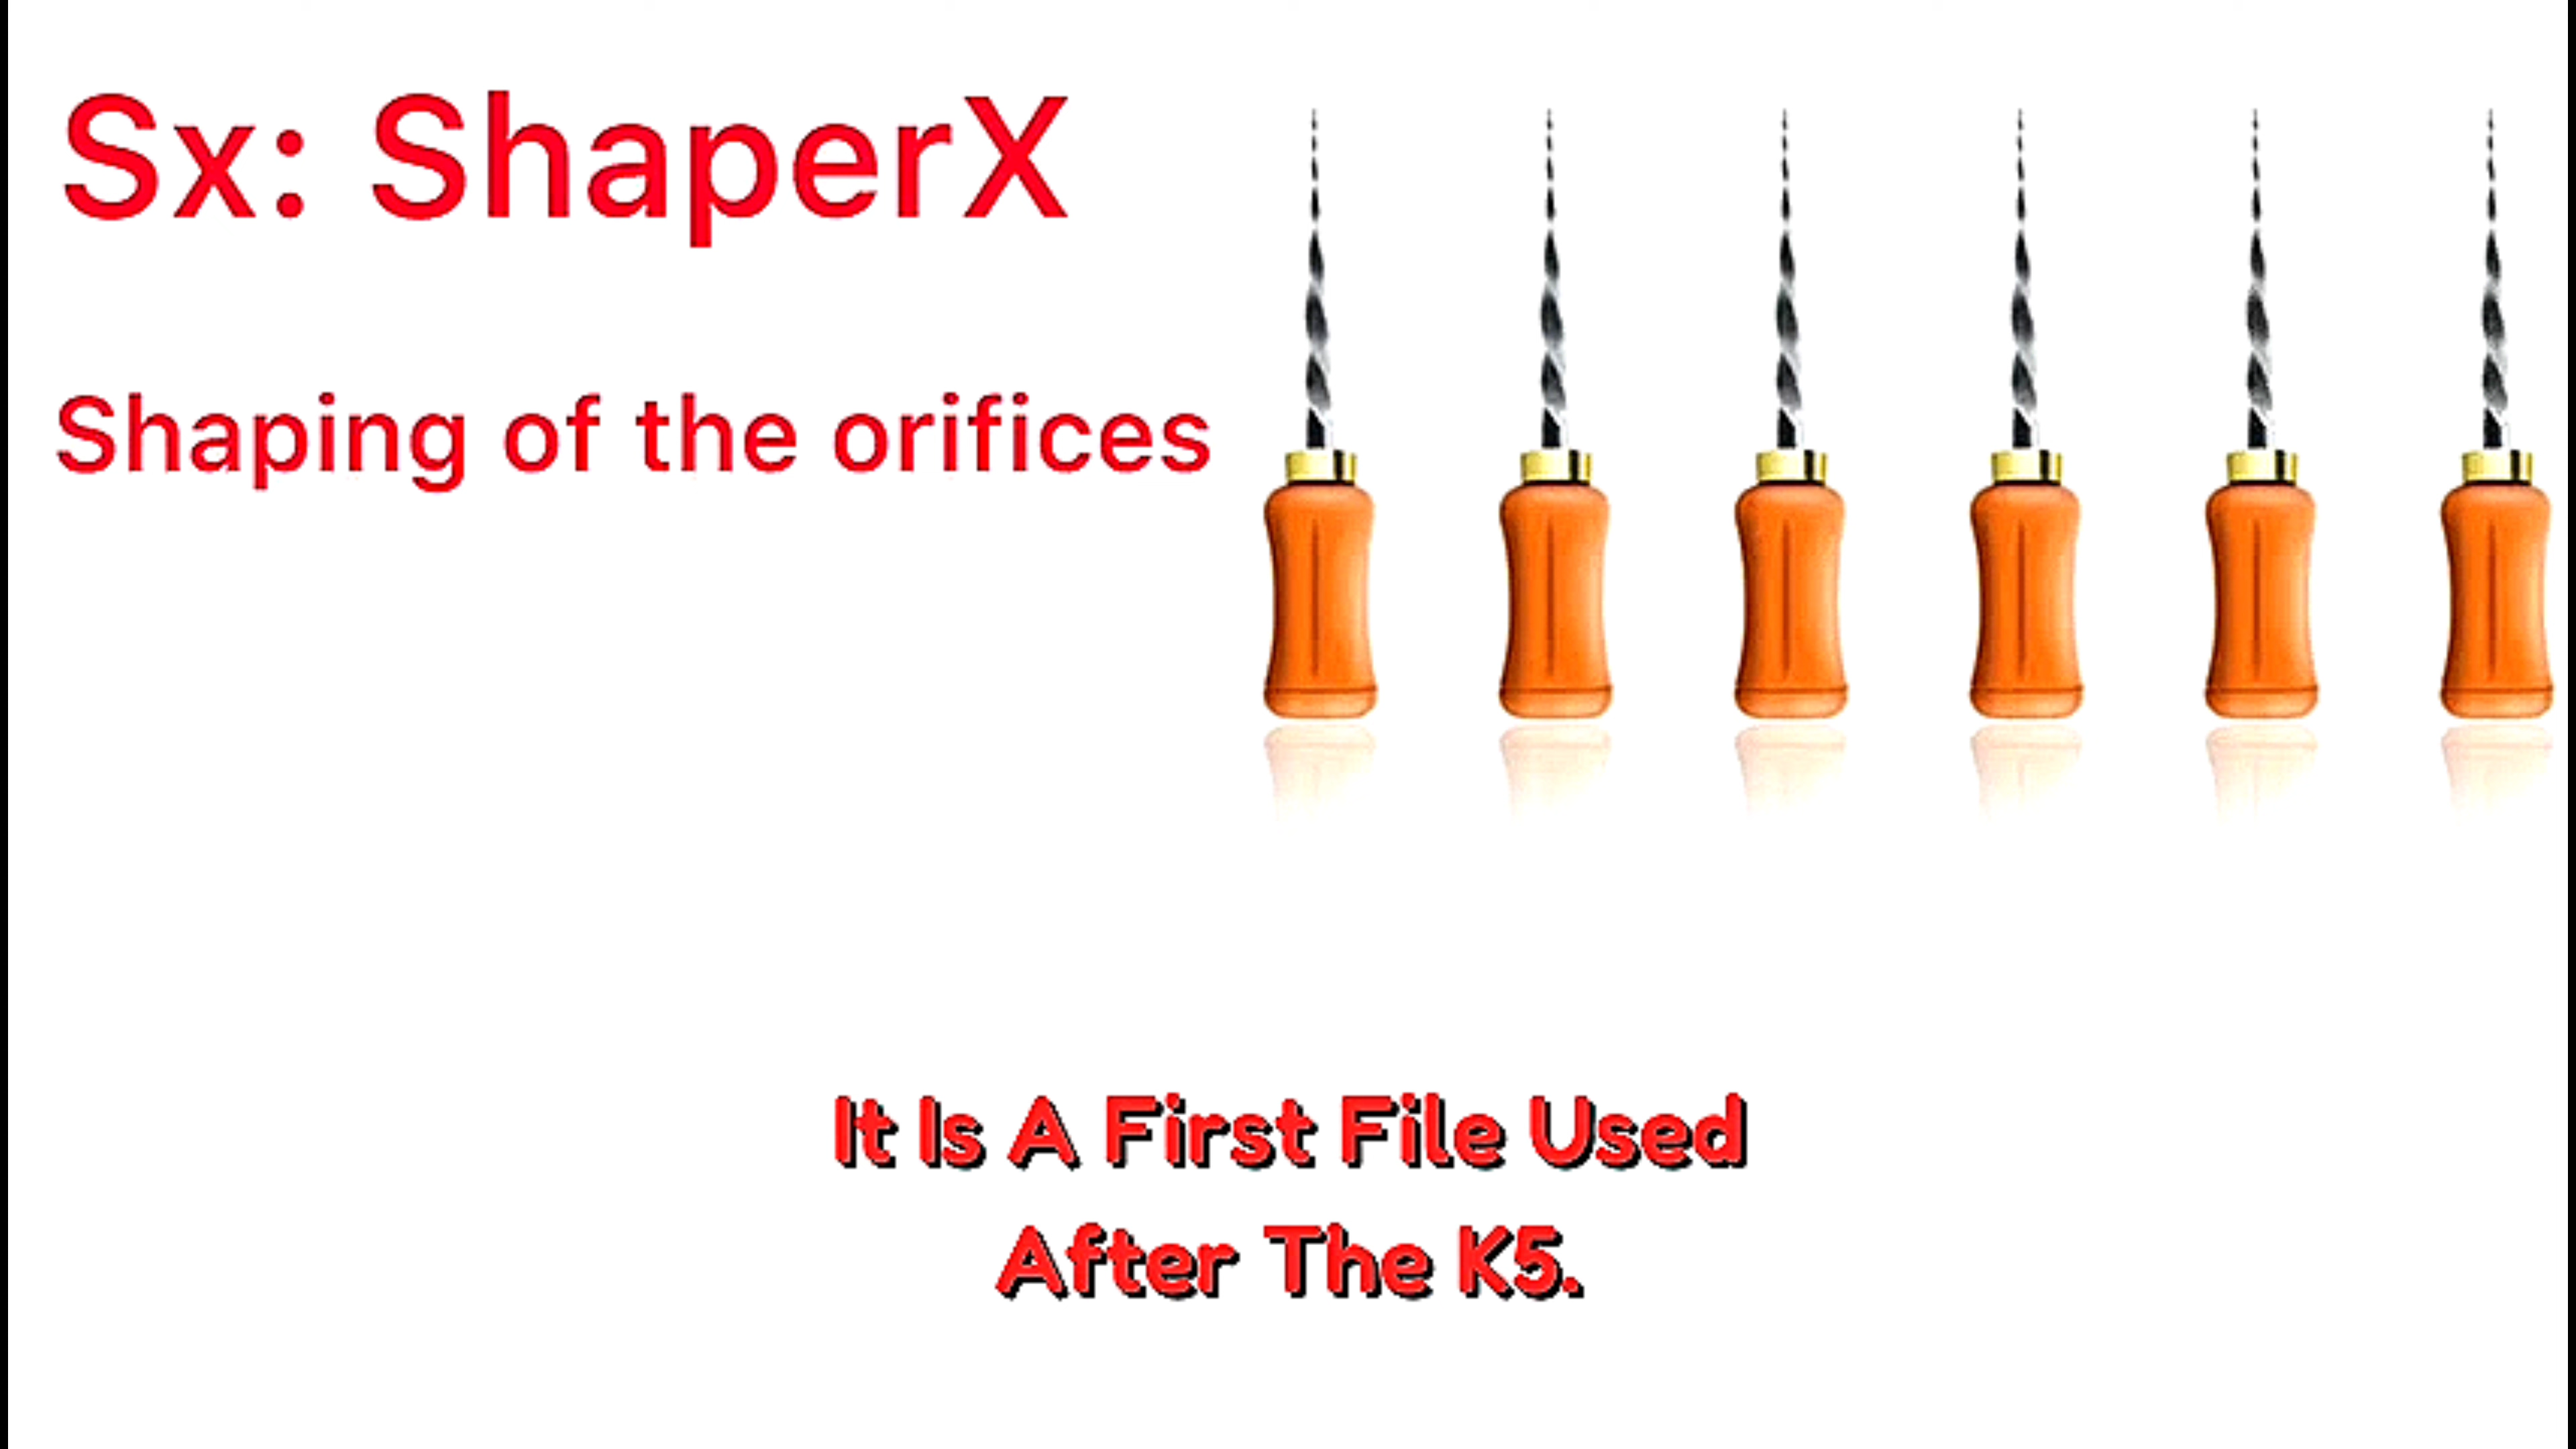 Sx: ShaperX
Shaping of the orifices
It Is A First File Used
After The K5.